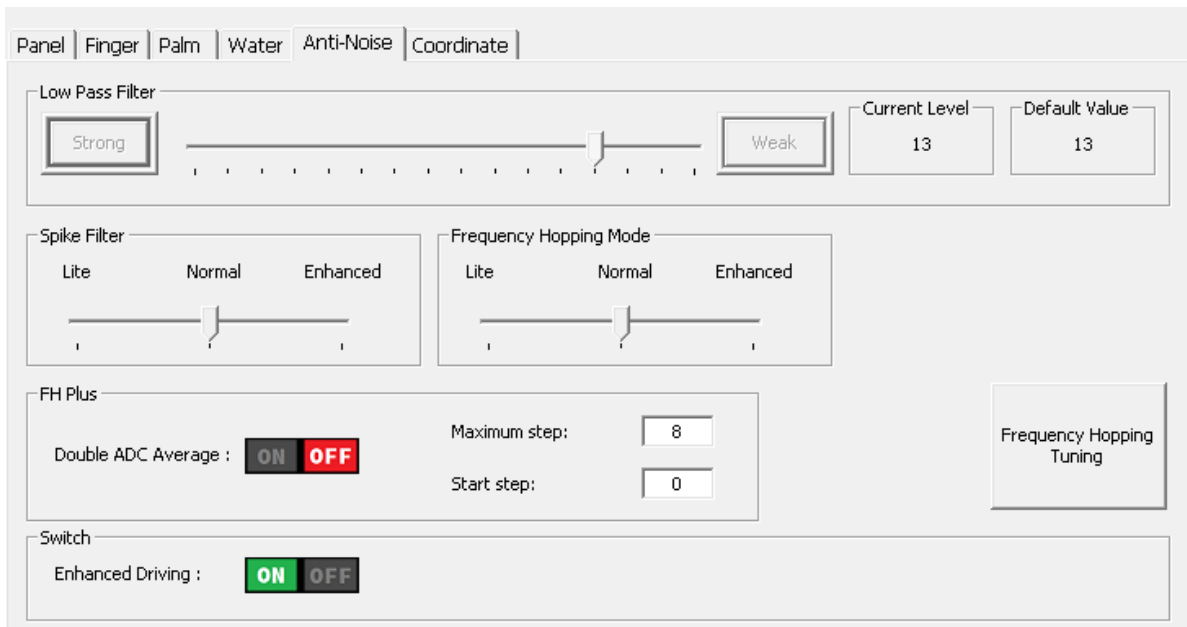 Panel Finger Palm Water Anti-Noise Coordinate
Low Pass Filter
Strong
Weak
Current Level
13
Default Value
13
Spike Filter
Lite Normal Enhanced
Frequency Hopping Mode
Lite Normal Enhanced
FH Plus
Double ADC Average : ON OFF
Maximum step: 8
Start step: 0
Frequency Hopping
Tuning
Switch
Enhanced Driving : ON OFF